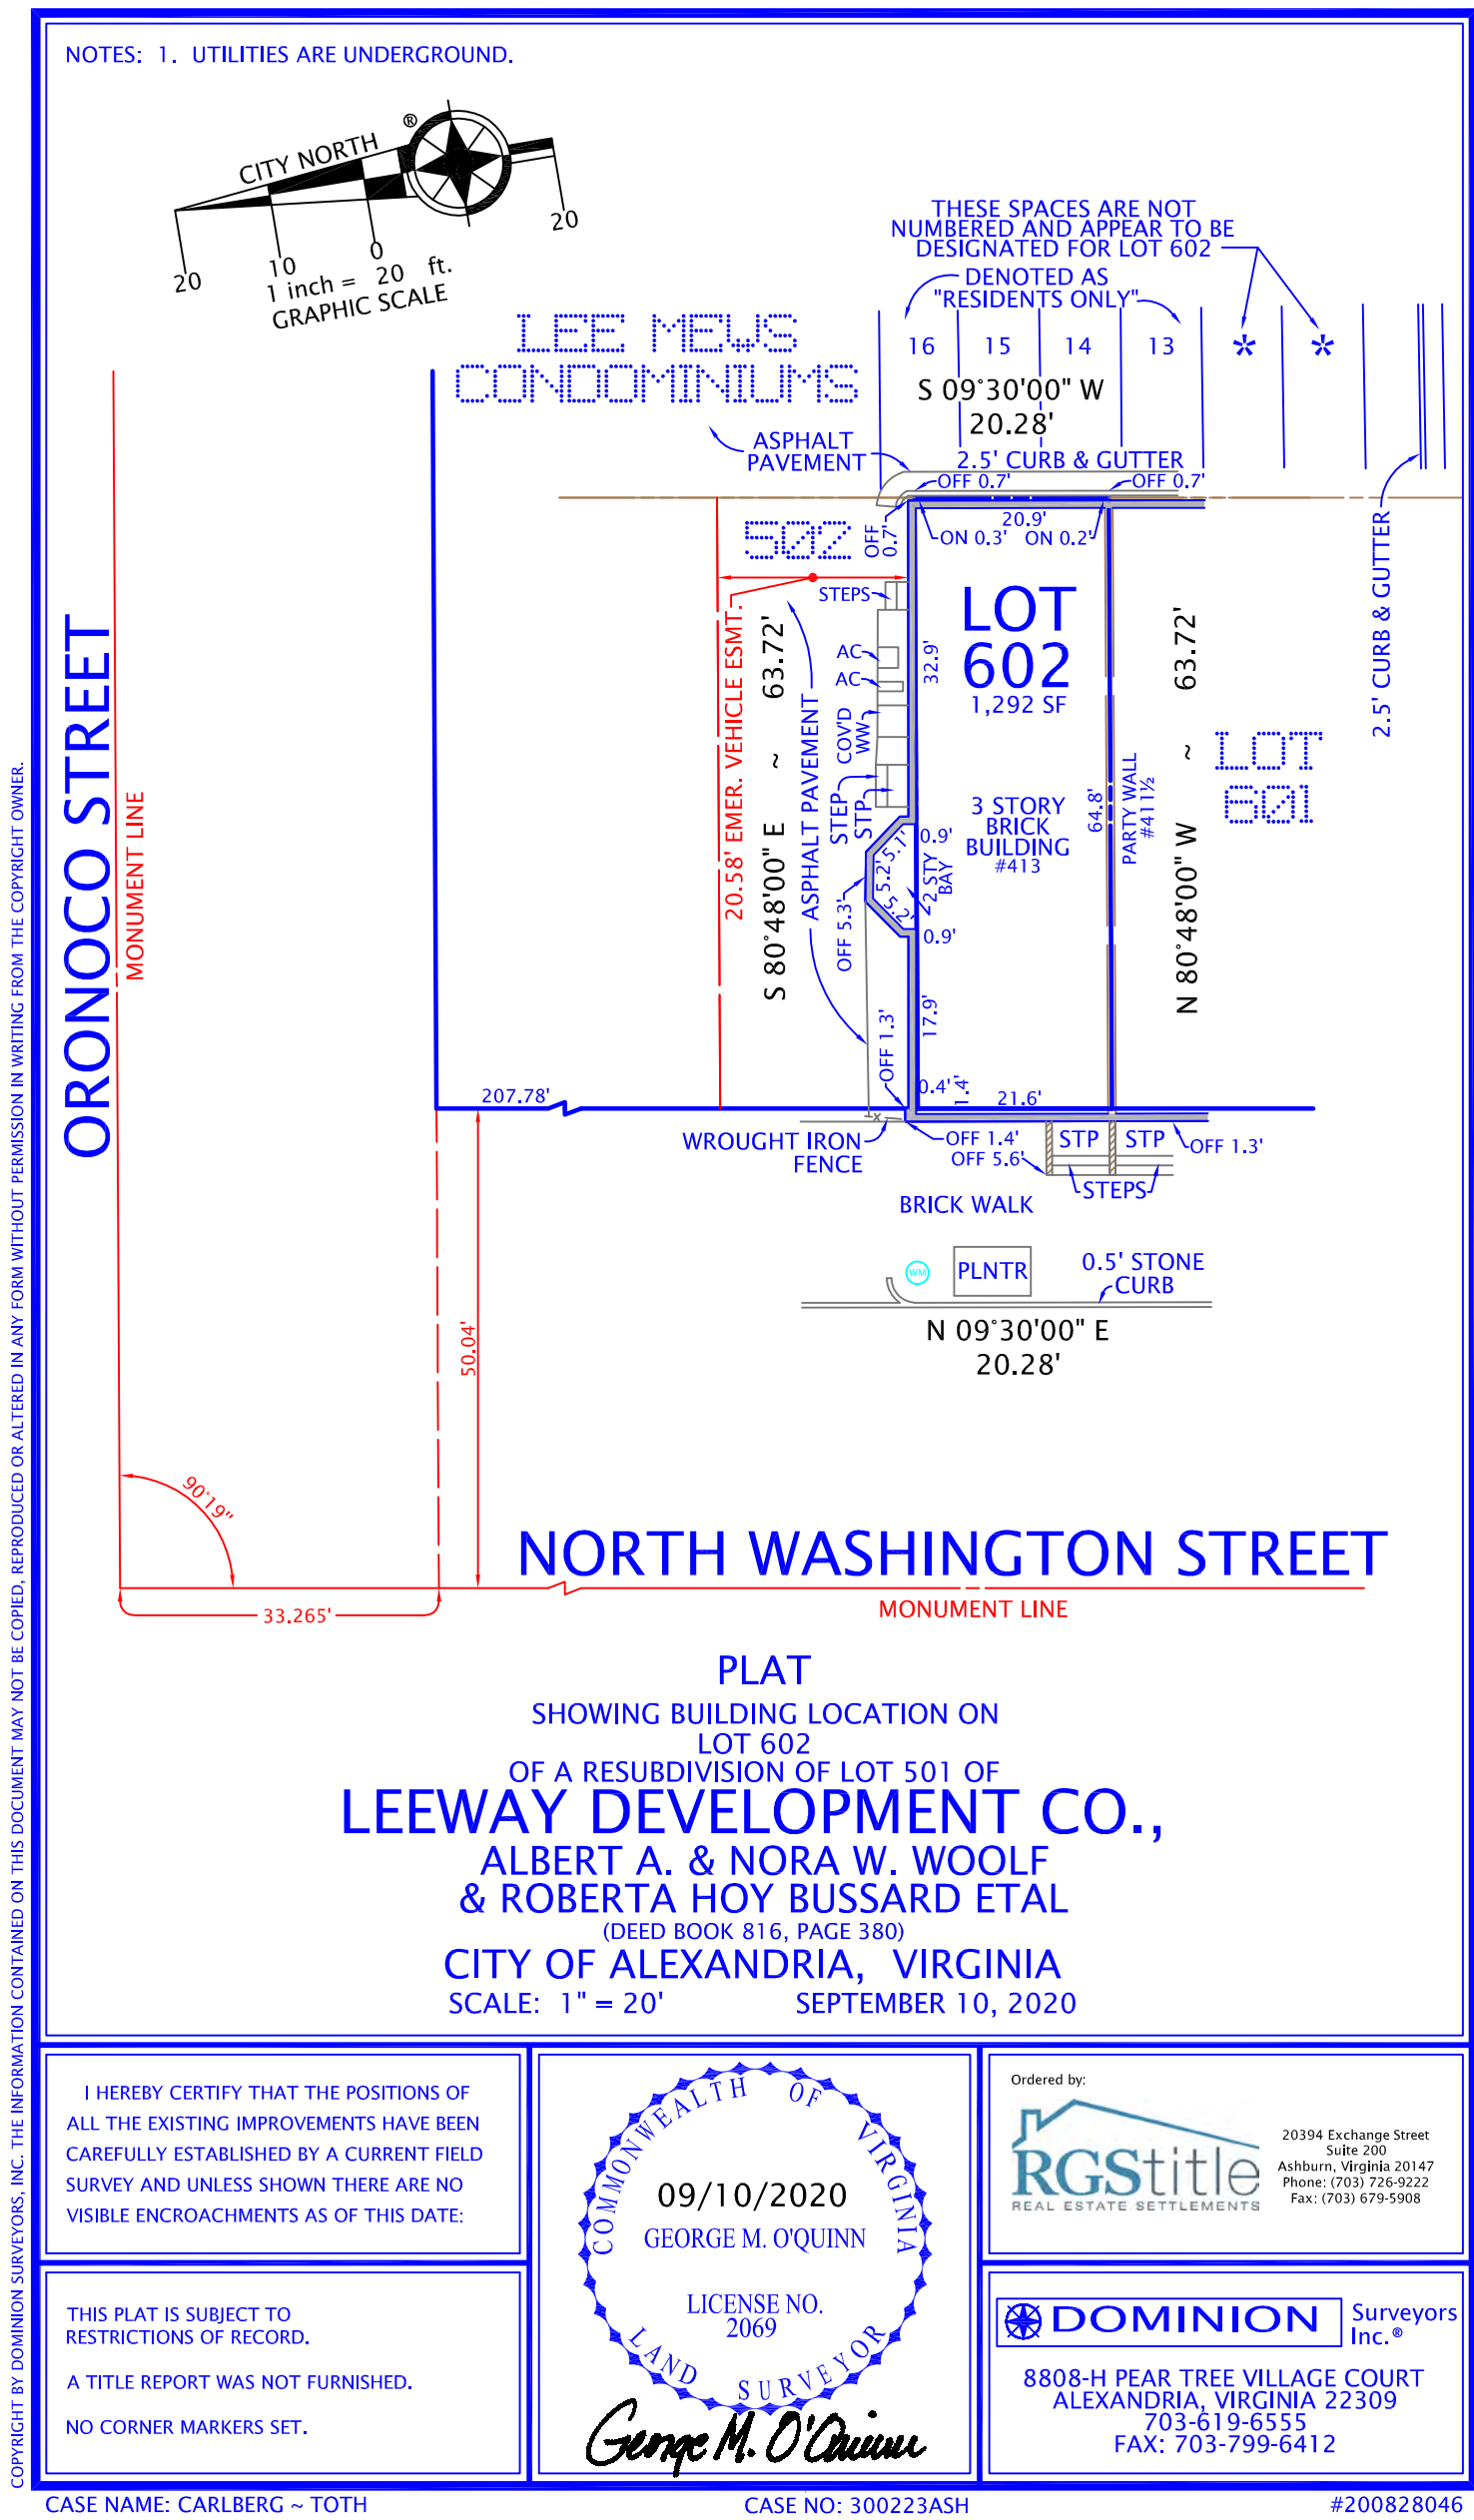 NOTES: 1. UTILITIES ARE UNDERGROUND.
CITY NORTH ®
20
10
0
20
1 inch = 20 ft.
GRAPHIC SCALE
THESE SPACES ARE NOT
NUMBERED AND APPEAR TO BE
DESIGNATED FOR LOT 602
DENOTED AS
"RESIDENTS ONLY"
LEE MEWS
CONDOMINIUMS
16
15
14
13
*
*
S 09°30'00" W
20.28'
ASPHALT
PAVEMENT
2.5' CURB & GUTTER
OFF 0.7'
OFF 0.7'
502
OFF
0.7'
20.9'
ON 0.3'
ON 0.2'
2.5' CURB & GUTTER
STEPS
LOT
602
1,292 SF
AC
AC
32.9'
COV'D
WW
STEP
STP
20.58' EMER. VEHICLE ESMT.
S 80°48'00" E ~ 63.72'
ASPHALT PAVEMENT
N 80°48'00" W ~ 63.72'
LOT
601
3 STORY
BRICK
BUILDING
#413
64.8'
PARTY WALL
#411½
0.9'
5.1'
5.2'
5.2'
2 STY
BAY
0.9'
OFF 5.3'
17.9'
OFF 1.3'
0.4'
1.4'
21.6'
ORONOCO STREET
MONUMENT LINE
207.78'
WROUGHT IRON
FENCE
OFF 1.4'
OFF 5.6'
STP
STP
OFF 1.3'
STEPS
BRICK WALK
WM
PLNTR
0.5' STONE
CURB
N 09°30'00" E
20.28'
50.04'
90°19"
33.265'
NORTH WASHINGTON STREET
MONUMENT LINE
PLAT
SHOWING BUILDING LOCATION ON
LOT 602
OF A RESUBDIVISION OF LOT 501 OF
LEEWAY DEVELOPMENT CO.,
ALBERT A. & NORA W. WOOLF
& ROBERTA HOY BUSSARD ETAL
(DEED BOOK 816, PAGE 380)
CITY OF ALEXANDRIA, VIRGINIA
SCALE: 1" = 20' SEPTEMBER 10, 2020
I HEREBY CERTIFY THAT THE POSITIONS OF
ALL THE EXISTING IMPROVEMENTS HAVE BEEN
CAREFULLY ESTABLISHED BY A CURRENT FIELD
SURVEY AND UNLESS SHOWN THERE ARE NO
VISIBLE ENCROACHMENTS AS OF THIS DATE:
THIS PLAT IS SUBJECT TO
RESTRICTIONS OF RECORD.
A TITLE REPORT WAS NOT FURNISHED.
NO CORNER MARKERS SET.
COMMONWEALTH OF VIRGINIA
09/10/2020
GEORGE M. O'QUINN
LICENSE NO.
2069
LAND SURVEYOR
George M. O'Quinn
Ordered by:
RGStitle
REAL ESTATE SETTLEMENTS
20394 Exchange Street
Suite 200
Ashburn, Virginia 20147
Phone: (703) 726-9222
Fax: (703) 679-5908
DOMINION Surveyors
Inc.®
8808-H PEAR TREE VILLAGE COURT
ALEXANDRIA, VIRGINIA 22309
703-619-6555
FAX: 703-799-6412
COPYRIGHT BY DOMINION SURVEYORS, INC. THE INFORMATION CONTAINED ON THIS DOCUMENT MAY NOT BE COPIED, REPRODUCED OR ALTERED IN ANY FORM WITHOUT PERMISSION IN WRITING FROM THE COPYRIGHT OWNER.
CASE NAME: CARLBERG ~ TOTH
CASE NO: 300223ASH
#200828046